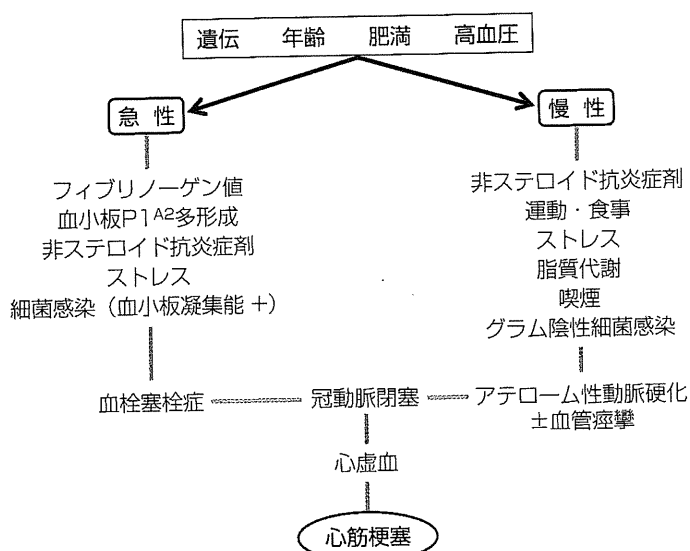 遺伝 年齢 肥満 高血圧
急 性
フィブリノーゲン値
血小板P1A2多形成
非ステロイド抗炎症剤
ストレス
細菌感染（血小板凝集能 +）
慢 性
非ステロイド抗炎症剤
運動・食事
ストレス
脂質代謝
喫煙
グラム陰性細菌感染
血栓塞栓症
冠動脈閉塞
アテローム性動脈硬化
±血管痙攣
心虚血
心筋梗塞